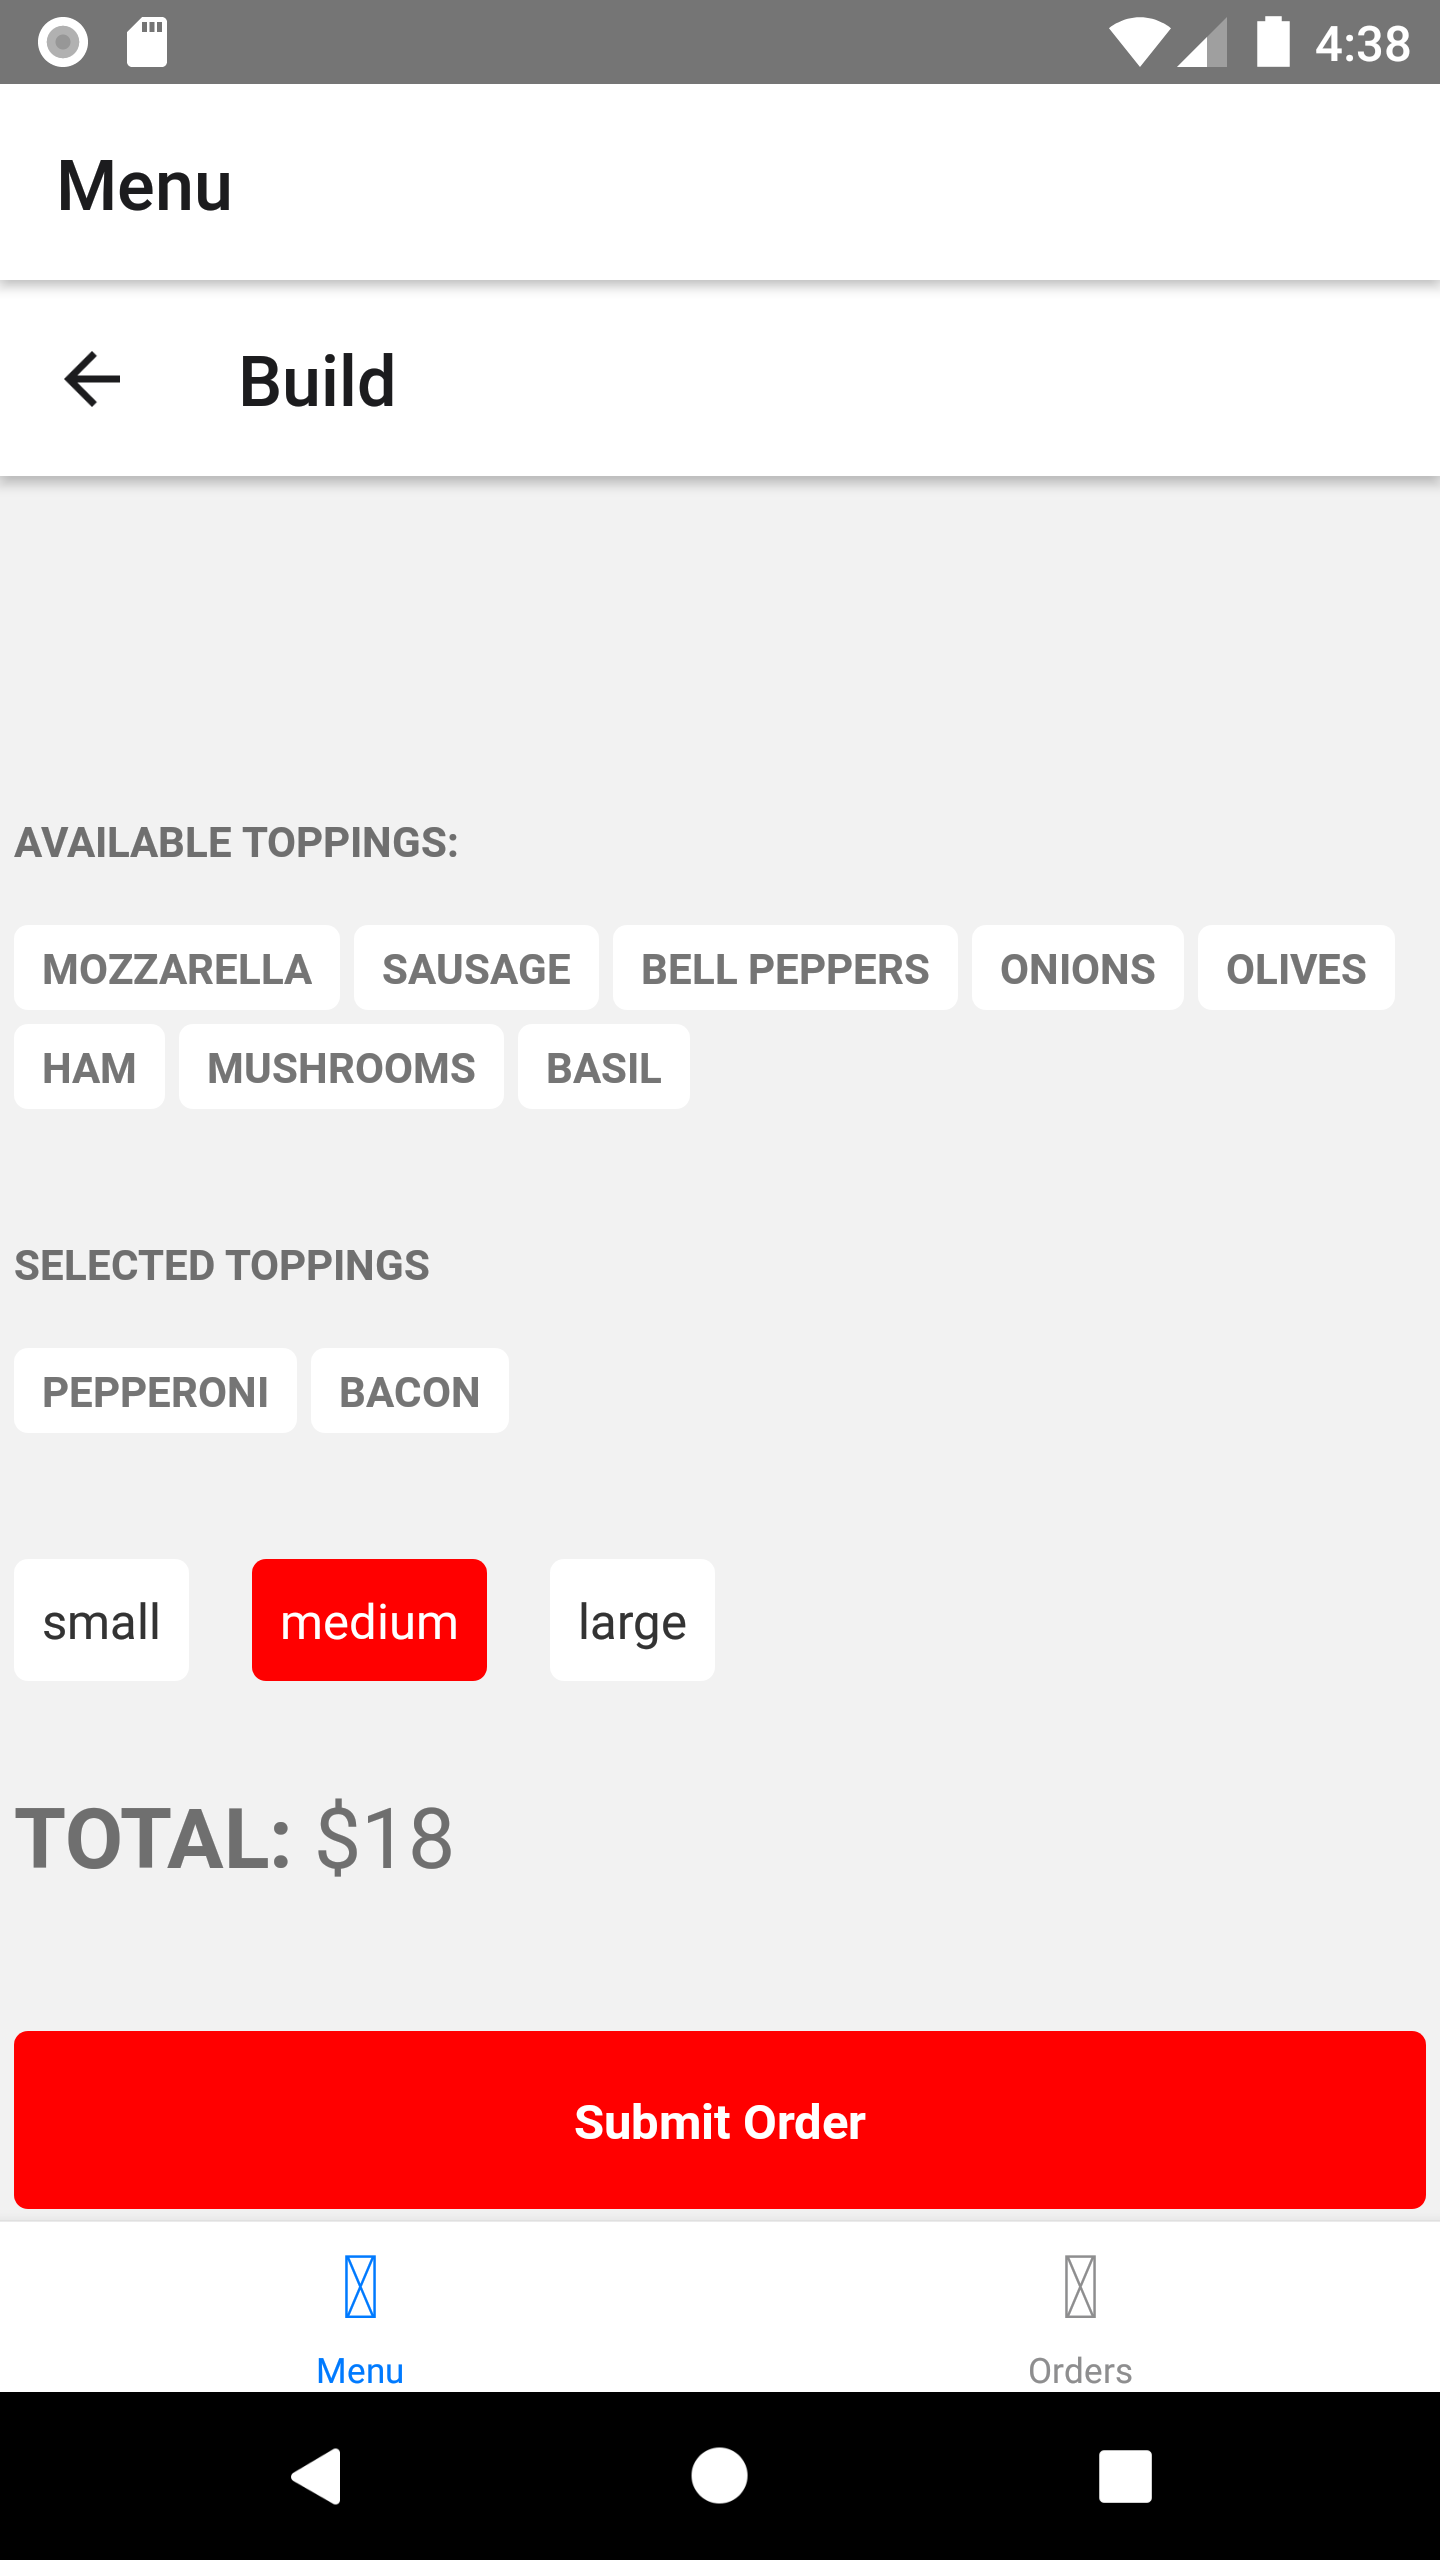 4:38
Menu
Build
AVAILABLE TOPPINGS:
MOZZARELLA SAUSAGE BELL PEPPERS ONIONS OLIVES
HAM MUSHROOMS BASIL
SELECTED TOPPINGS
PEPPERONI BACON
small medium large
TOTAL: $18
Submit Order
Menu Orders